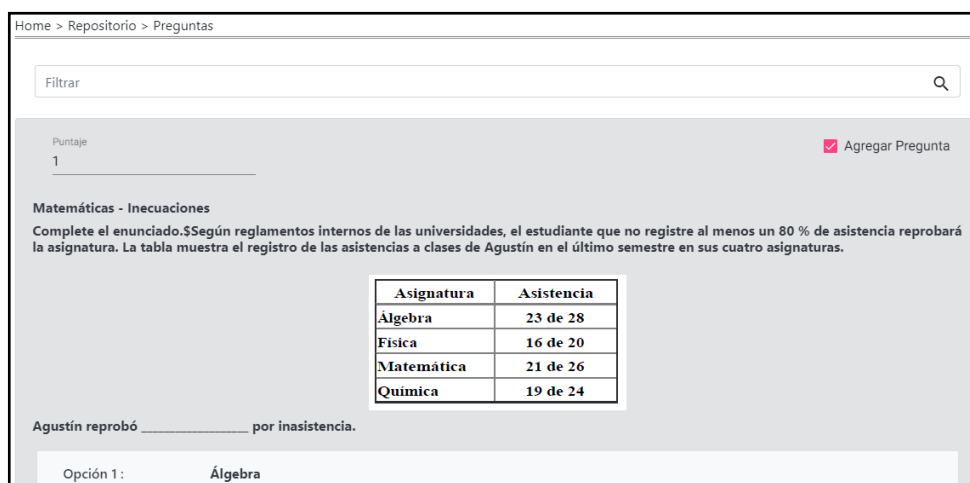 Home > Repositorio > Preguntas
Filtrar
Puntaje
1
Agregar Pregunta
Matemáticas - Inecuaciones
Complete el enunciado.$Según reglamentos internos de las universidades, el estudiante que no registre al menos un 80 % de asistencia reprobará
la asignatura. La tabla muestra el registro de las asistencias a clases de Agustín en el último semestre en sus cuatro asignaturas.
Asignatura Asistencia
Álgebra 23 de 28
Física 16 de 20
Matemática 21 de 26
Química 19 de 24
Agustín reprobó ___________________ por inasistencia.
Opción 1 : Álgebra